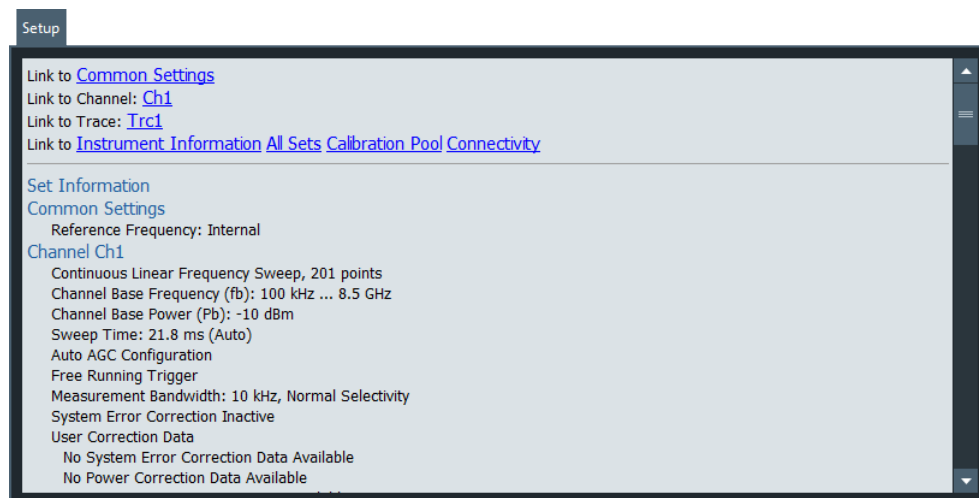 Setup
Link to Common Settings
Link to Channel: Ch1
Link to Trace: Trc1
Link to Instrument Information All Sets Calibration Pool Connectivity
Set Information
Common Settings
Reference Frequency: Internal
Channel Ch1
Continuous Linear Frequency Sweep, 201 points
Channel Base Frequency (fb): 100 kHz ... 8.5 GHz
Channel Base Power (Pb): -10 dBm
Sweep Time: 21.8 ms (Auto)
Auto AGC Configuration
Free Running Trigger
Measurement Bandwidth: 10 kHz, Normal Selectivity
System Error Correction Inactive
User Correction Data
No System Error Correction Data Available
No Power Correction Data Available